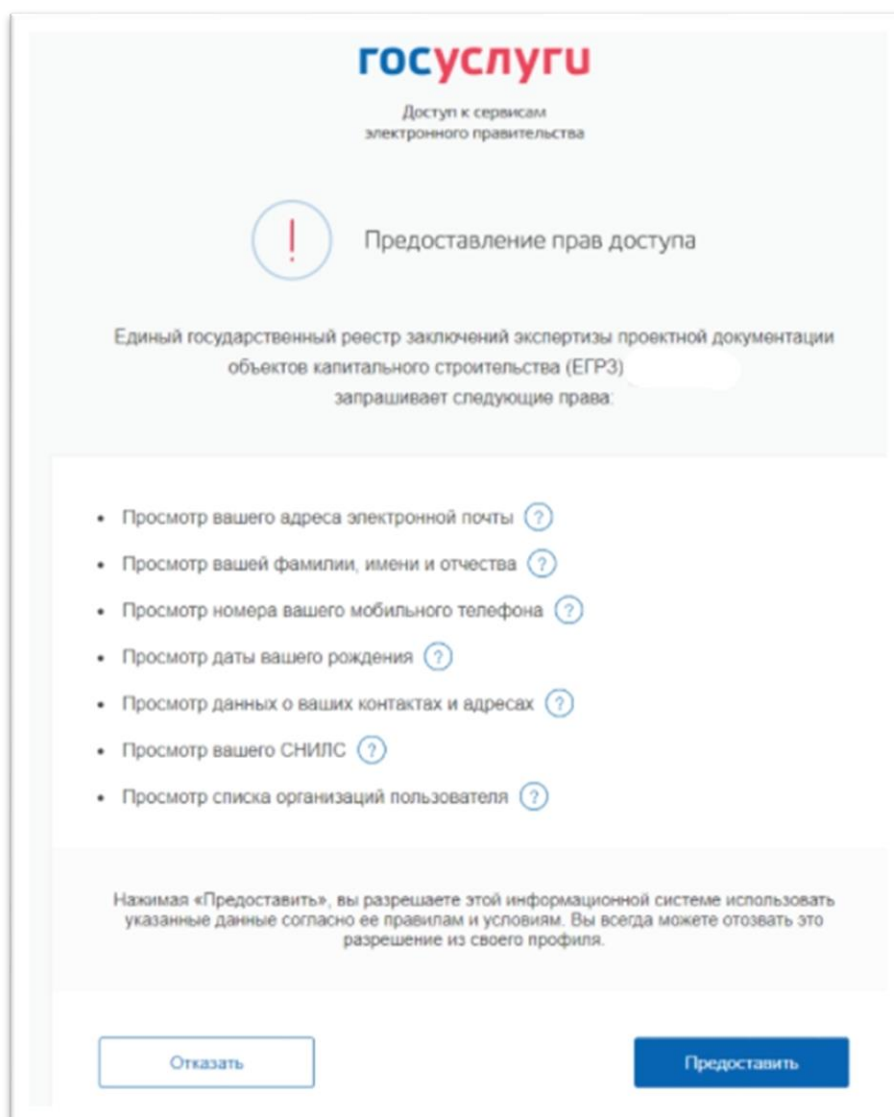 госуслуги
Доступ к сервисам
электронного правительства
!
Предоставление прав доступа
Единый государственный реестр заключений экспертизы проектной документации
объектов капитального строительства (ЕГРЗ)
запрашивает следующие права:
• Просмотр вашего адреса электронной почты ?
• Просмотр вашей фамилии, имени и отчества ?
• Просмотр номера вашего мобильного телефона ?
• Просмотр даты вашего рождения ?
• Просмотр данных о ваших контактах и адресах ?
• Просмотр вашего СНИЛС ?
• Просмотр списка организаций пользователя ?
Нажимая «Предоставить», вы разрешаете этой информационной системе использовать
указанные данные согласно ее правилам и условиям. Вы всегда можете отозвать это
разрешение из своего профиля.
Отказать
Предоставить